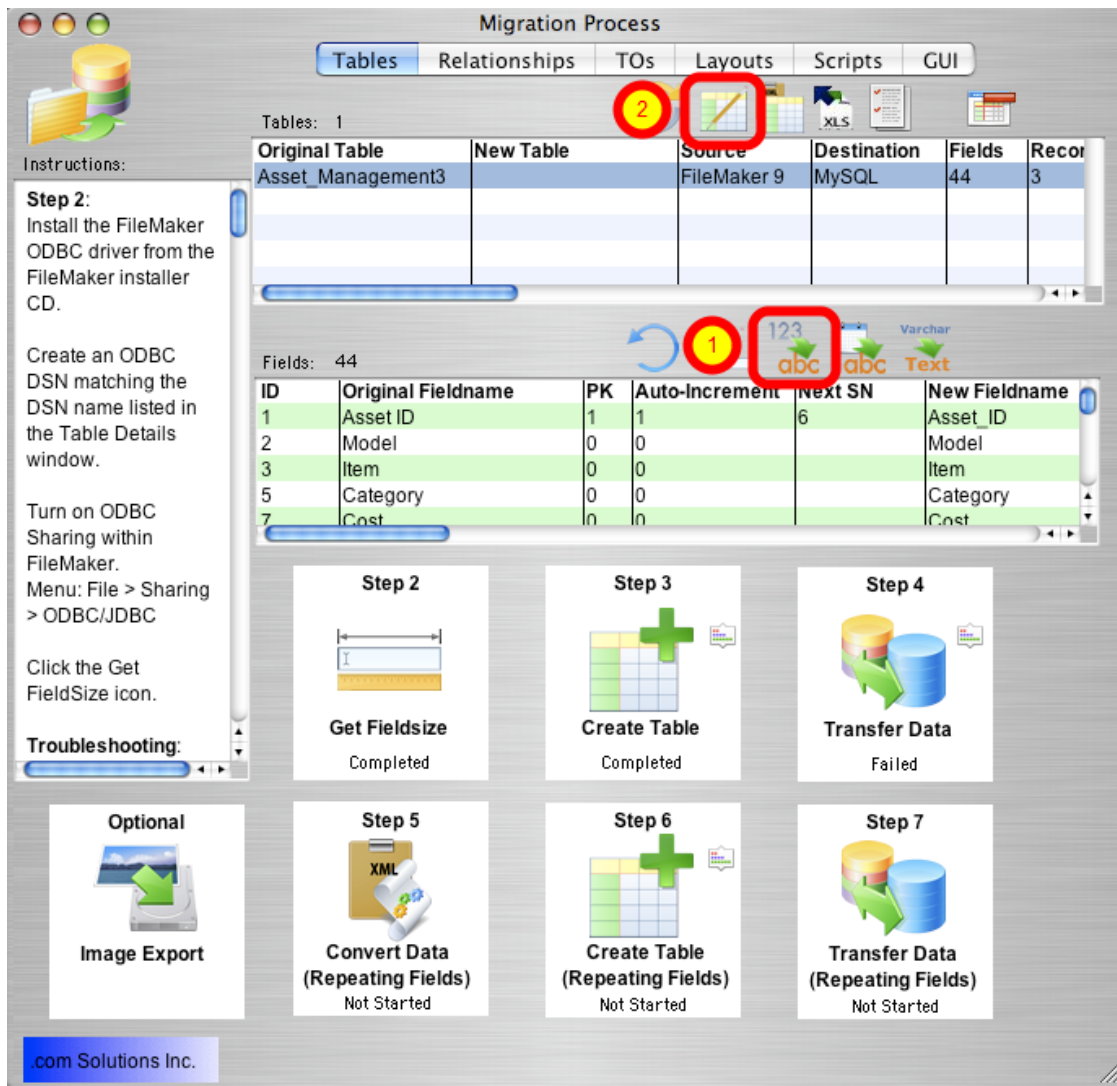 Migration Process
Tables Relationships TOs Layouts Scripts GUI
2
XLS
Tables: 1
Instructions:
Original Table New Table Source Destination Fields Recor
Asset_Management3 FileMaker 9 MySQL 44 3
Step 2:
Install the FileMaker
ODBC driver from the
FileMaker installer
CD.
Create an ODBC
DSN matching the
DSN name listed in
the Table Details
window.
Turn on ODBC
Sharing within
FileMaker.
Menu: File > Sharing
> ODBC/JDBC
Click the Get
FieldSize icon.
Troubleshooting:
1
123 abc
abc
Varchar
Text
Fields: 44
ID Original Fieldname PK Auto-Increment Next SN New Fieldname
1 Asset ID 1 1 6 Asset_ID
2 Model 0 0 Model
3 Item 0 0 Item
5 Category 0 0 Category
7 Cost 0 0 Cost
Step 2
Get Fieldsize
Completed
Step 3
Create Table
Completed
Step 4
Transfer Data
Failed
Optional
Image Export
Step 5
XML
Convert Data
(Repeating Fields)
Not Started
Step 6
Create Table
(Repeating Fields)
Not Started
Step 7
Transfer Data
(Repeating Fields)
Not Started
.com Solutions Inc.